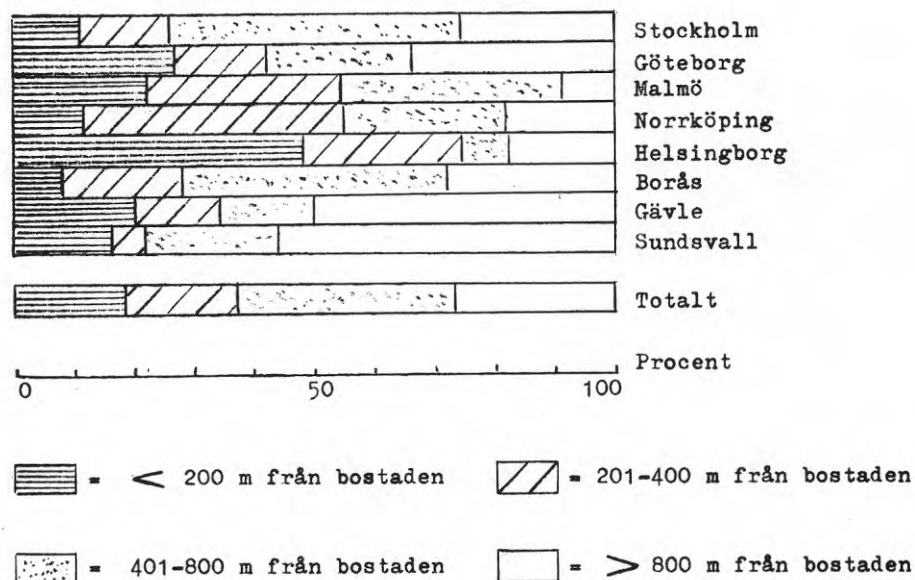 Stockholm
Göteborg
Malmö
Norrköping
Helsingborg
Borås
Gävle
Sundsvall
Totalt
Procent
0 50 100
= < 200 m från bostaden
= 201-400 m från bostaden
= 401-800 m från bostaden
= > 800 m från bostaden